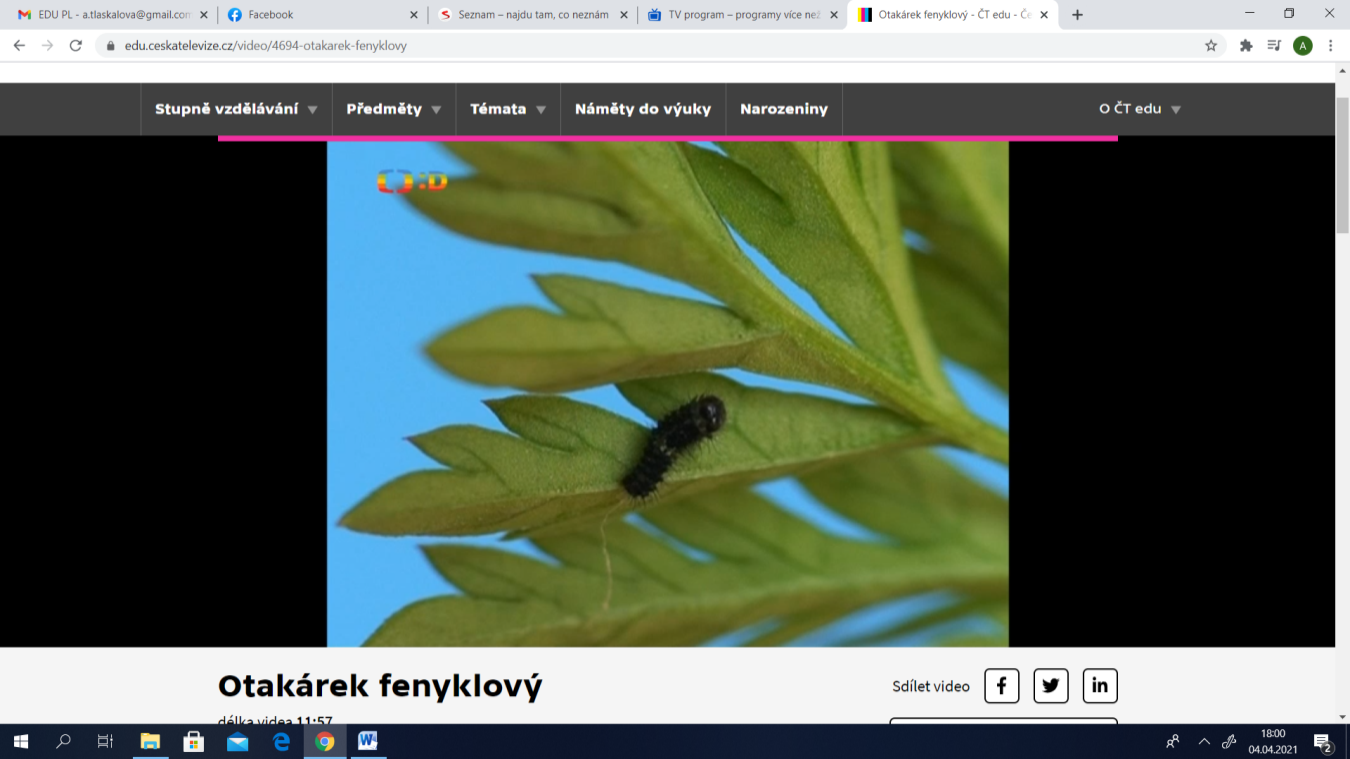 EDU PL - a.tlaskalova@gmail.com
Facebook
Seznam – najdu tam, co neznám
TV program – programy více než
Otakárek fenyklový - ČT edu - Če
edu.ceskatelevize.cz/video/4694-otakarek-fenyklovy
A
Stupně vzdělávání
Předměty
Témata
Náměty do výuky
Narozeniny
O ČT edu
:D
Otakárek fenyklový
Sdílet video
délka videa 11:57
18:00
04.04.2021
2